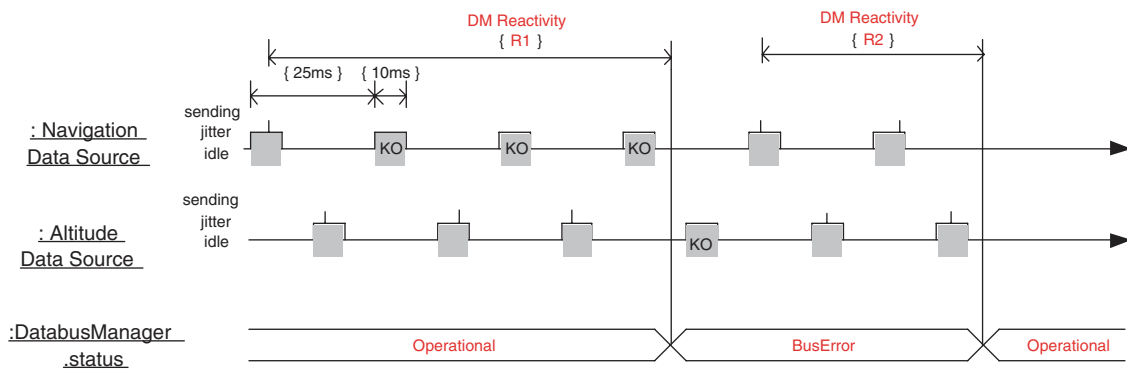 DM Reactivity
{ R1 }
DM Reactivity
{ R2 }
{ 25ms }
{ 10ms }
: Navigation
Data Source
sending
jitter
idle
KO
KO
KO
: Altitude
Data Source
sending
jitter
idle
KO
:DatabusManager
.status
Operational
BusError
Operational